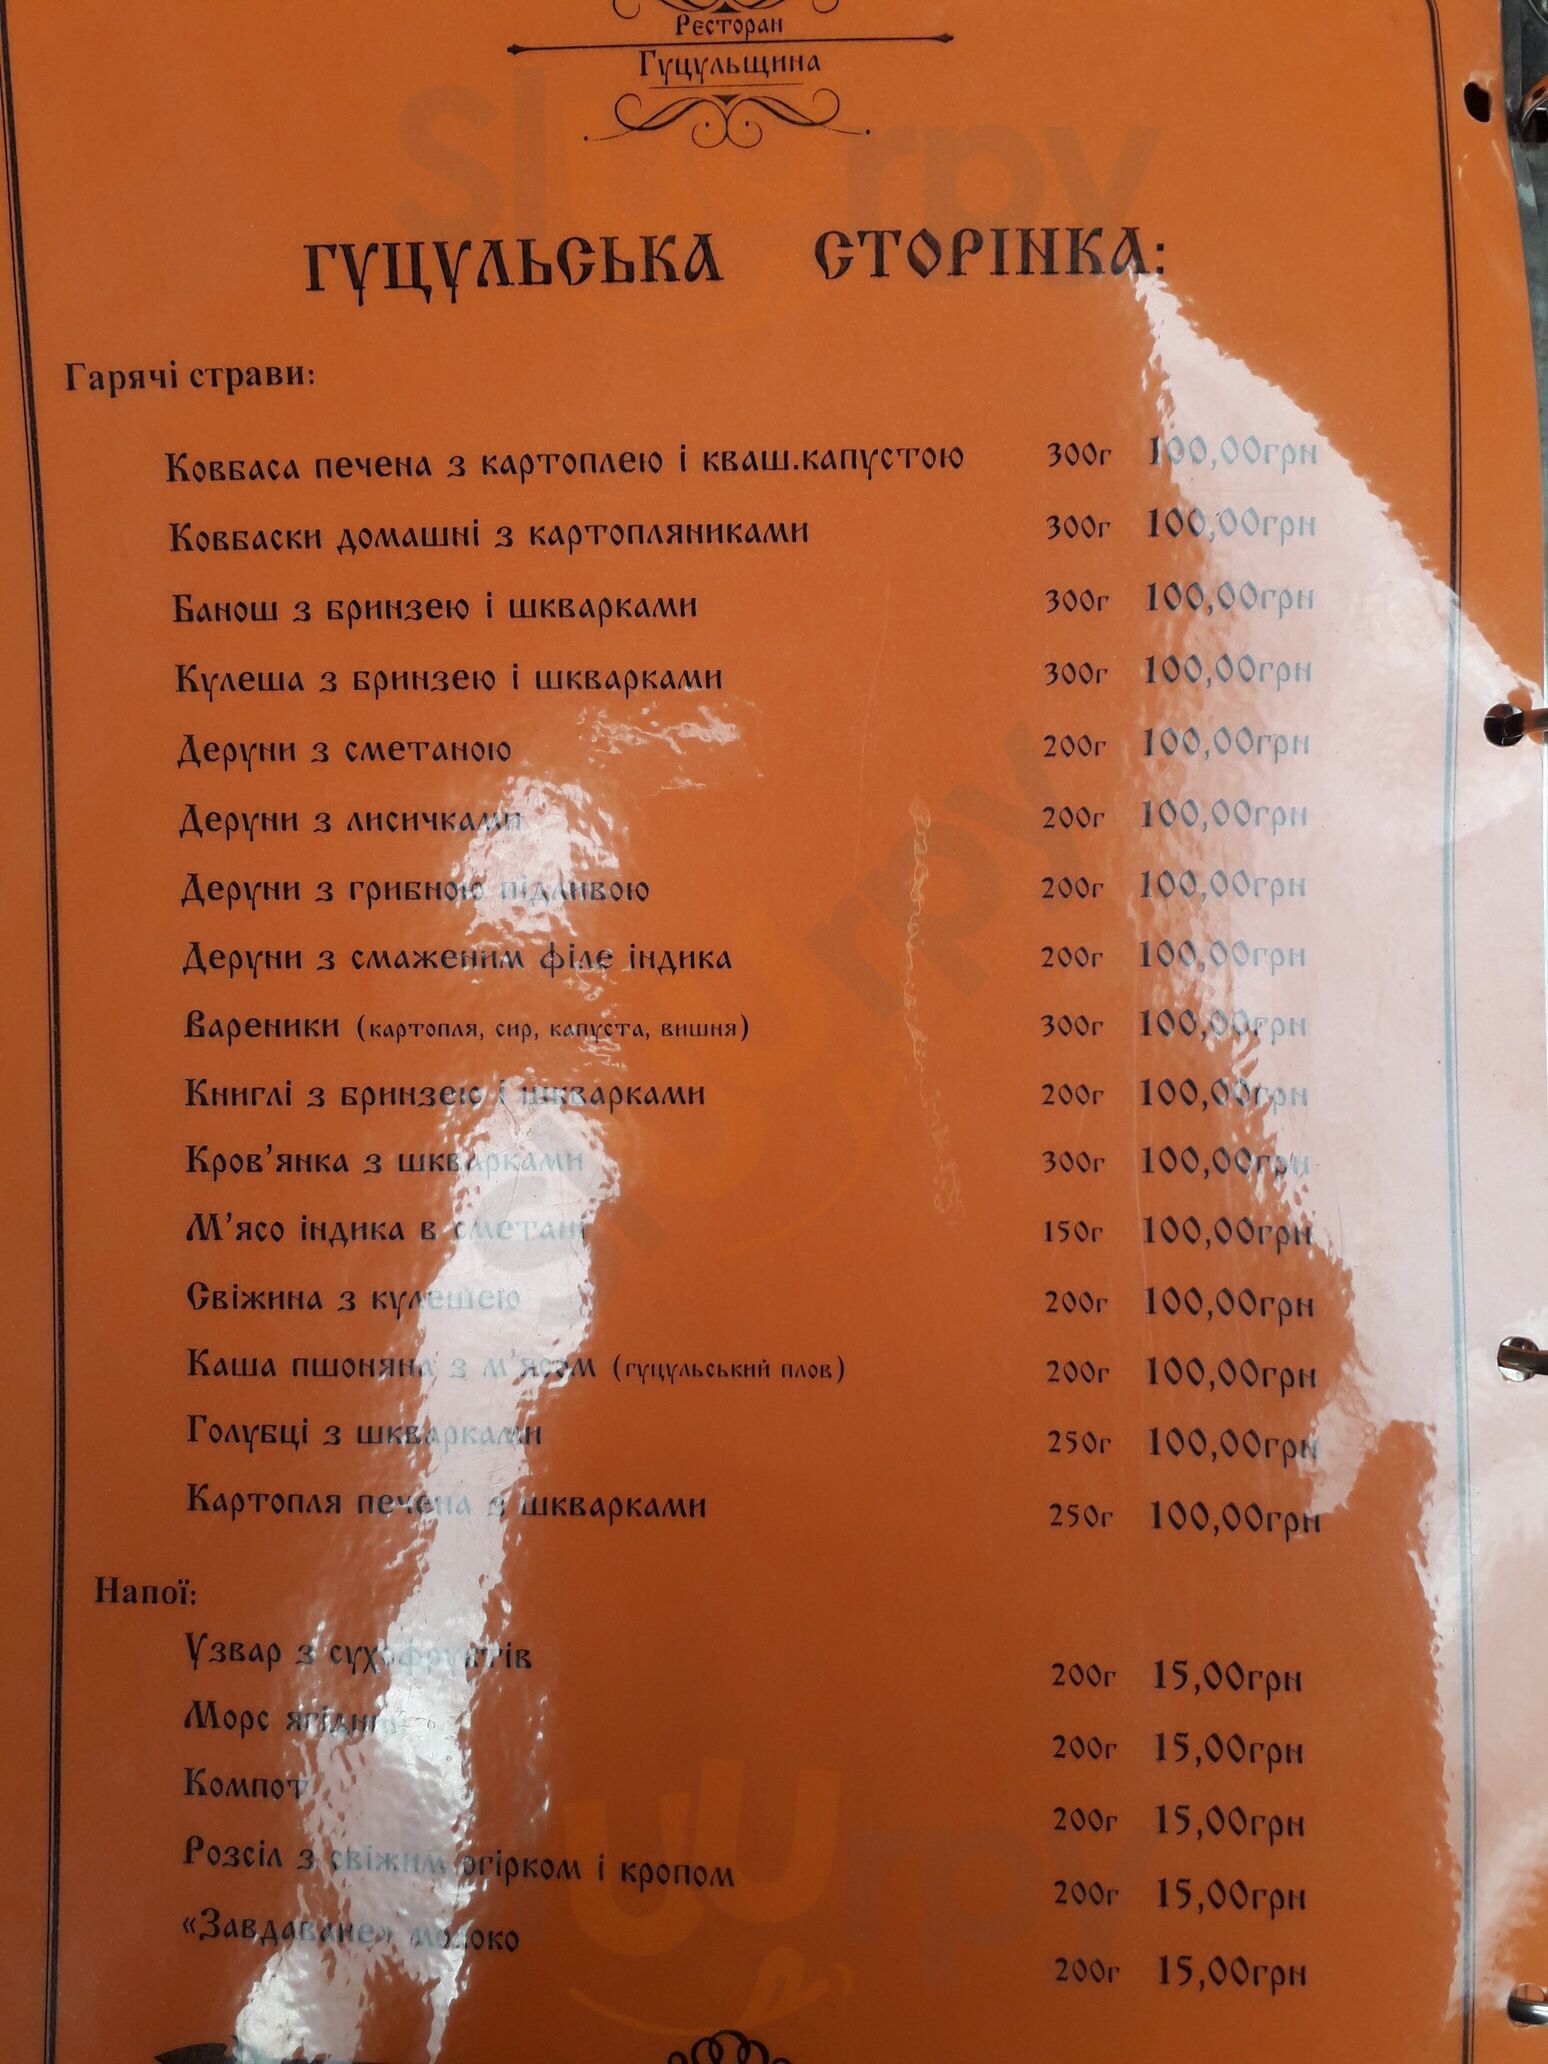 Ресторан
Гуцульщина
ГУЦУЛЬСЬКА СТОРІНКА:
Гарячі страви:
Ковбаса печена з картоплею і кваш.капустою 300г 100,00грн
Ковбаски домашні з картопляниками 300г 100,00грн
Банош з бринзею і шкварками 300г 100,00грн
Кулеша з бринзею і шкварками 300г 100,00грн
Деруни з сметаною 200г 100,00грн
Деруни з лисичками 200г 100,00грн
Деруни з грибною підливою 200г 100,00грн
Деруни з смаженим філе індика 200г 100,00грн
Вареники (картопля, сир, капуста, вишня) 300г 100,00грн
Книглі з бринзею і шкварками 200г 100,00грн
Кров'янка з шкварками 300г 100,00грн
М'ясо індика в сметані 150г 100,00грн
Свіжина з кулешею 200г 100,00грн
Каша пшоняна з м'ясом (гуцульський плов) 200г 100,00грн
Голубці з шкварками 250г 100,00грн
Картопля печена з шкварками 250г 100,00грн
Напої:
Узвар з сухофруктів 200г 15,00грн
Морс ягідний 200г 15,00грн
Компот 200г 15,00грн
Розсіл з свіжим огірком і кропом 200г 15,00грн
«Завдаване» молоко 200г 15,00грн